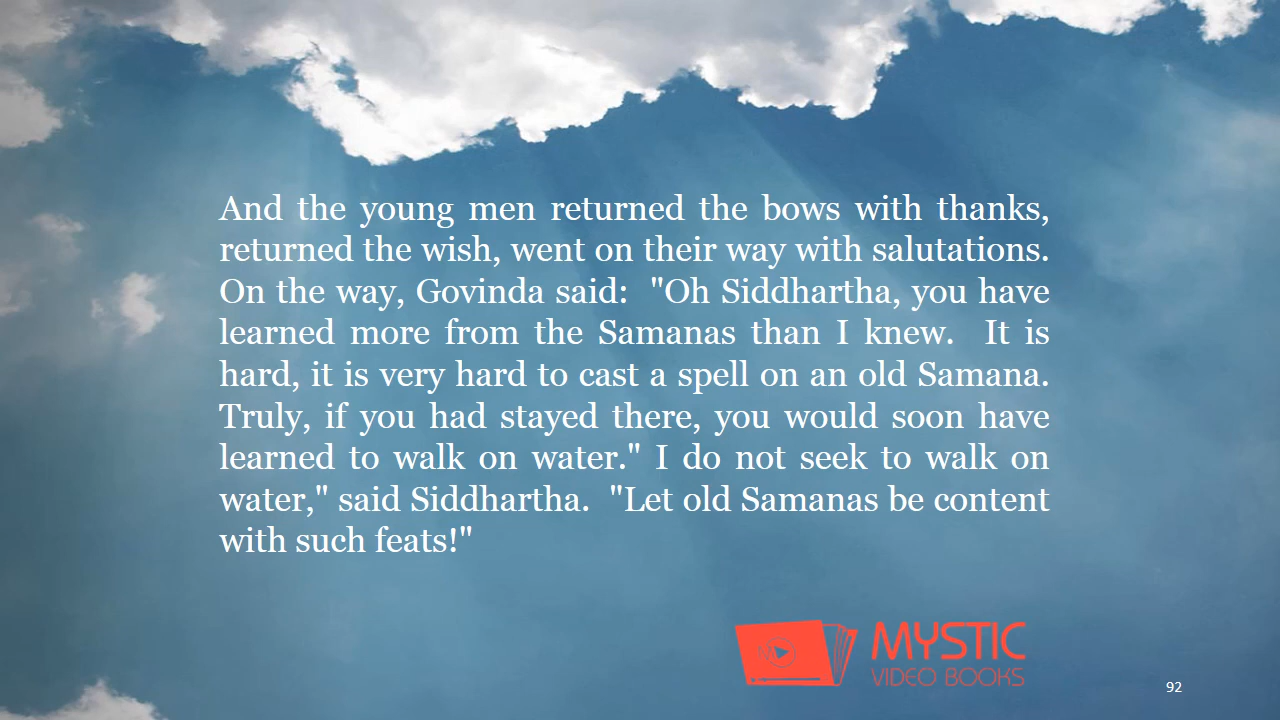 And the young men returned the bows with thanks,
returned the wish, went on their way with salutations.
On the way, Govinda said:  "Oh Siddhartha, you have
learned more from the Samanas than I knew.  It is
hard, it is very hard to cast a spell on an old Samana.
Truly, if you had stayed there, you would soon have
learned to walk on water." I do not seek to walk on
water," said Siddhartha.  "Let old Samanas be content
with such feats!"
MYSTIC
VIDEO BOOKS
92